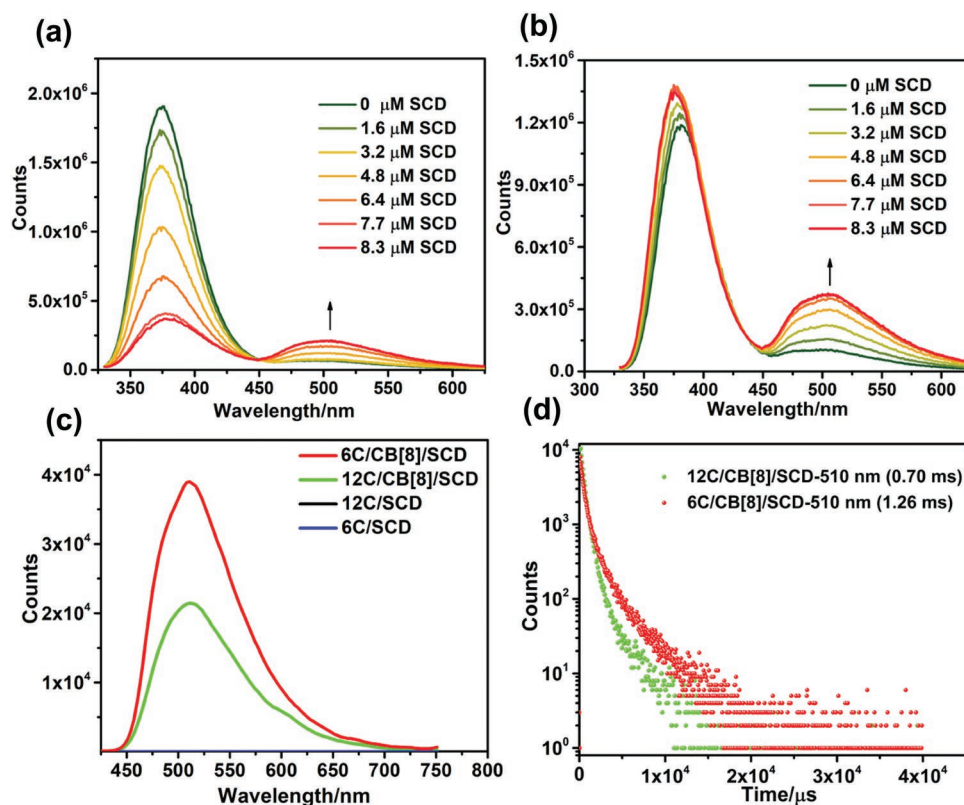 (a)
2.0x10⁶
1.5x10⁶
1.0x10⁶
5.0x10⁵
0.0
Counts
0 μM SCD
1.6 μM SCD
3.2 μM SCD
4.8 μM SCD
6.4 μM SCD
7.7 μM SCD
8.3 μM SCD
350 400 450 500 550 600
Wavelength/nm
(b)
1.5x10⁶
1.2x10⁶
9.0x10⁵
6.0x10⁵
3.0x10⁵
0.0
Counts
0 μM SCD
1.6 μM SCD
3.2 μM SCD
4.8 μM SCD
6.4 μM SCD
7.7 μM SCD
8.3 μM SCD
300 350 400 450 500 550 600
Wavelength/nm
(c)
4x10⁴
3x10⁴
2x10⁴
1x10⁴
Counts
6C/CB[8]/SCD
12C/CB[8]/SCD
12C/SCD
6C/SCD
450 500 550 600 650 700 750 800
Wavelength/nm
(d)
10⁴
10³
10²
10¹
10⁰
Counts
12C/CB[8]/SCD-510 nm (0.70 ms)
6C/CB[8]/SCD-510 nm (1.26 ms)
0 1x10⁴ 2x10⁴ 3x10⁴ 4x10⁴
Time/μs